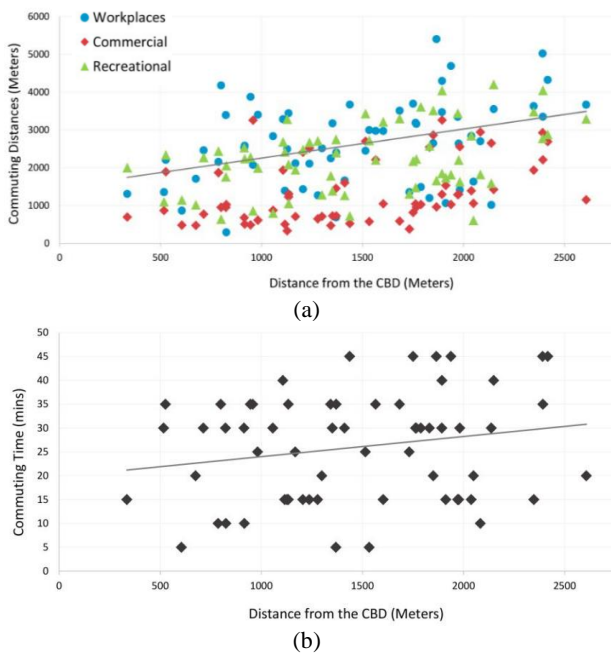 Workplaces
Commercial
Recreational
Commuting Distances (Meters)
6000
5000
4000
3000
2000
1000
0
0 500 1000 1500 2000 2500
Distance from the CBD (Meters)
(a)
Commuting Time (mins)
50
45
40
35
30
25
20
15
10
5
0
0 500 1000 1500 2000 2500
Distance from the CBD (Meters)
(b)